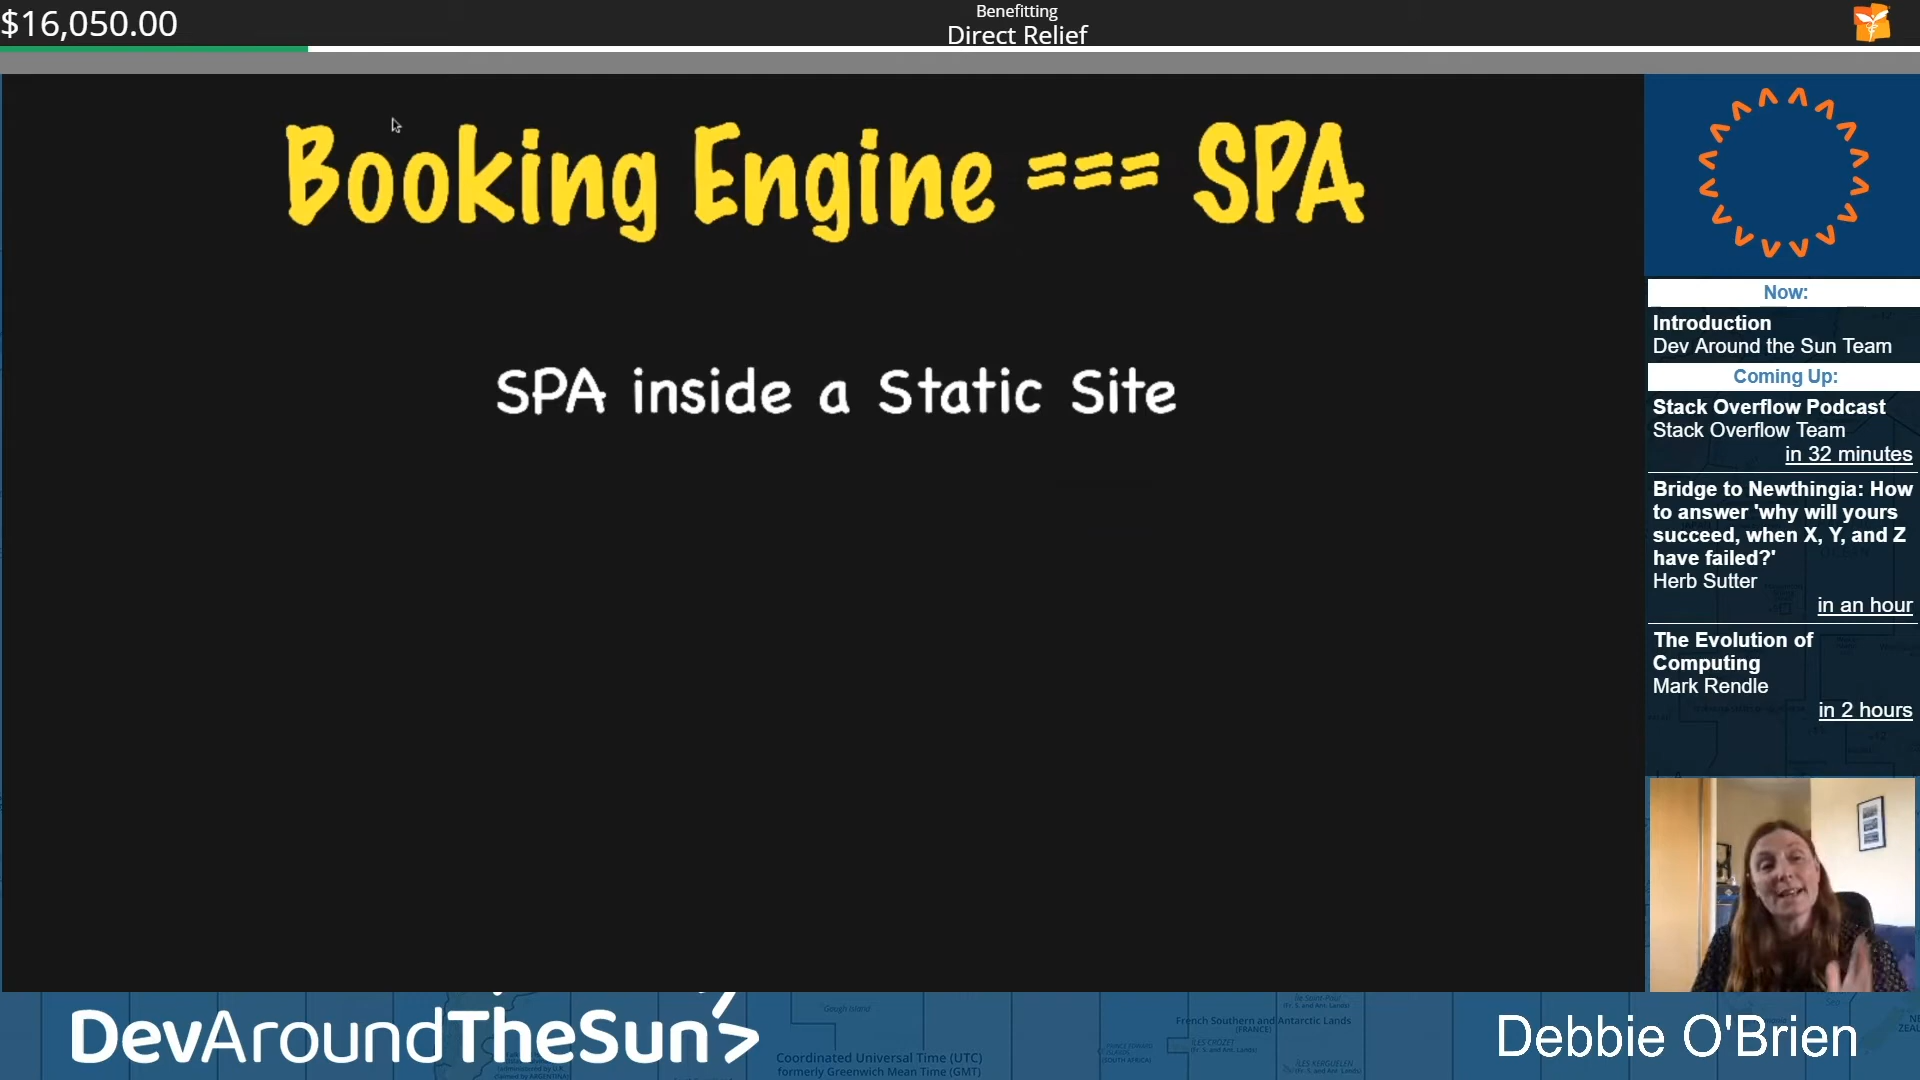 $16,050.00
Benefitting
Direct Relief
Booking Engine === SPA
SPA inside a Static Site
Now:
Introduction
Dev Around the Sun Team
Coming Up:
Stack Overflow Podcast
Stack Overflow Team
in 32 minutes
Bridge to Newthingia: How
to answer 'why will yours
succeed, when X, Y, and Z
have failed?'
Herb Sutter
in an hour
The Evolution of
Computing
Mark Rendle
in 2 hours
DevAroundTheSun
Gough Island
Coordinated Universal Time (UTC)
formerly Greenwich Mean Time (GMT)
French Southern and Antarctic Lands
(FRANCE)
Debbie O'Brien